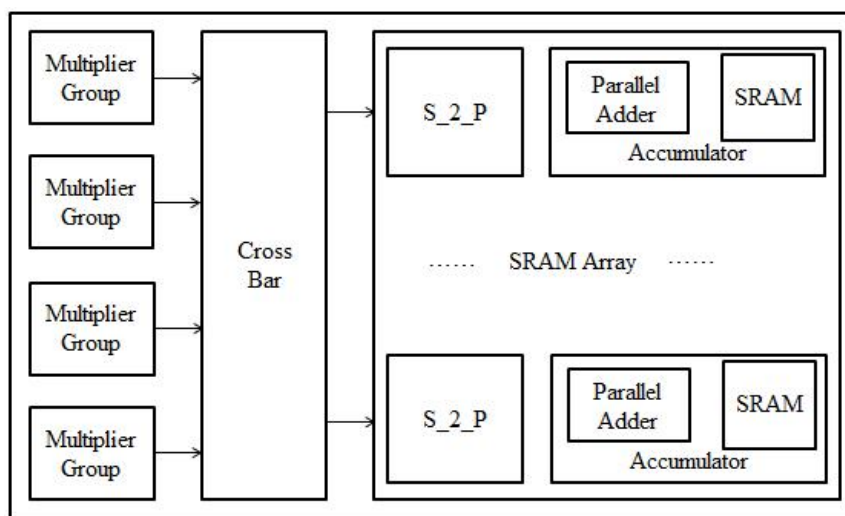 Multiplier
Group
Multiplier
Group
Multiplier
Group
Multiplier
Group
Cross
Bar
S_2_P
Parallel
Adder
SRAM
Accumulator
...... SRAM Array ......
S_2_P
Parallel
Adder
SRAM
Accumulator